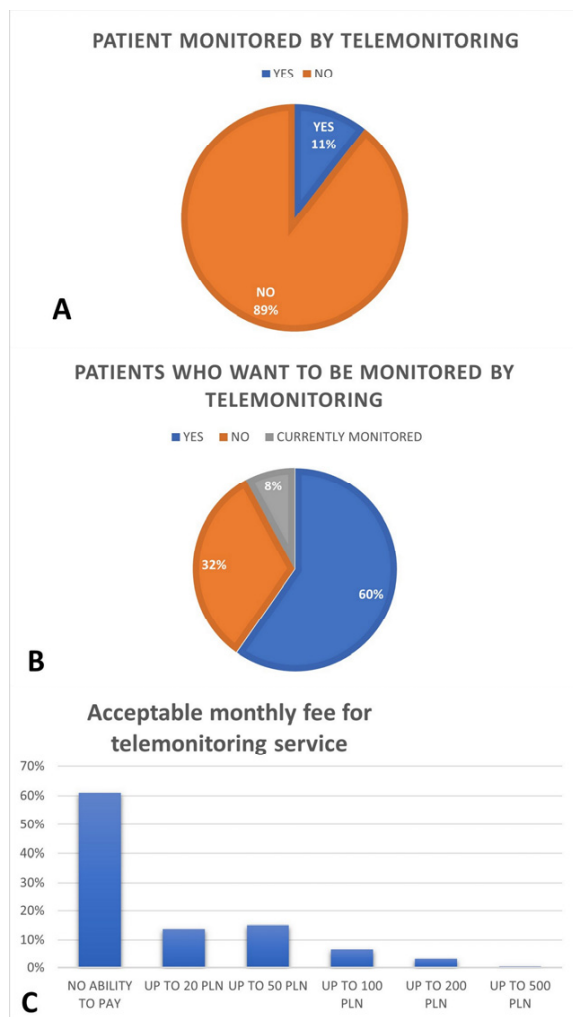 PATIENT MONITORED BY TELEMONITORING
YES NO
YES
11%
NO
89%
A
PATIENTS WHO WANT TO BE MONITORED BY
TELEMONITORING
YES NO CURRENTLY MONITORED
8%
32%
60%
B
Acceptable monthly fee for
telemonitoring service
70%
60%
50%
40%
30%
20%
10%
0%
NO ABILITY TO PAY
UP TO 20 PLN
UP TO 50 PLN
UP TO 100 PLN
UP TO 200 PLN
UP TO 500 PLN
C